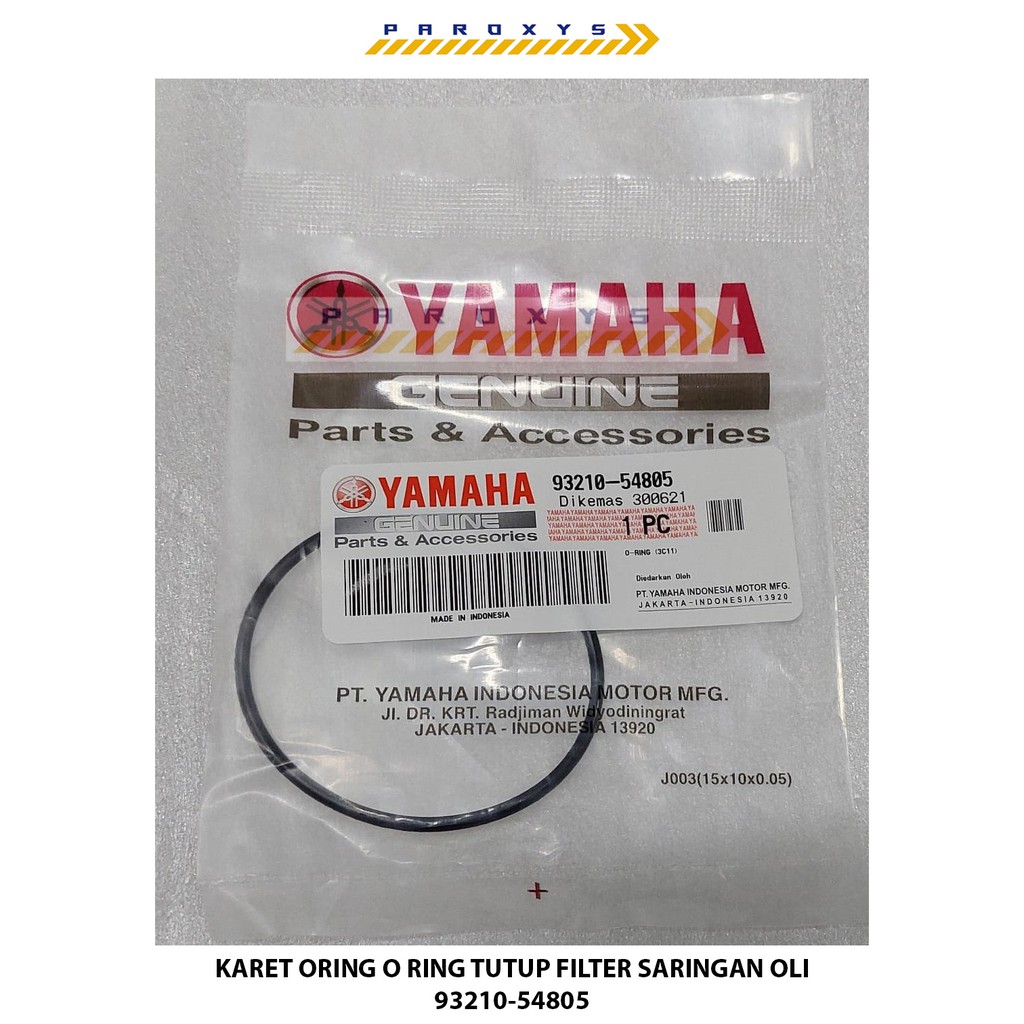 PAROXYS
YAMAHA
PAROXYS
GENUINE
Parts & Accessories
YAMAHA
GENUINE
Parts & Accessories
93210-54805
Dikemas 300621
1 PC
O-RING (3C11)
MADE IN INDONESIA
Diedarkan Oleh
PT. YAMAHA INDONESIA MOTOR MFG.
JAKARTA - INDONESIA 13920
PT. YAMAHA INDONESIA MOTOR MFG.
Jl. DR. KRT. Radjiman Widyodiningrat
JAKARTA - INDONESIA 13920
J003(15x10x0.05)
KARET ORING O RING TUTUP FILTER SARINGAN OLI
93210-54805